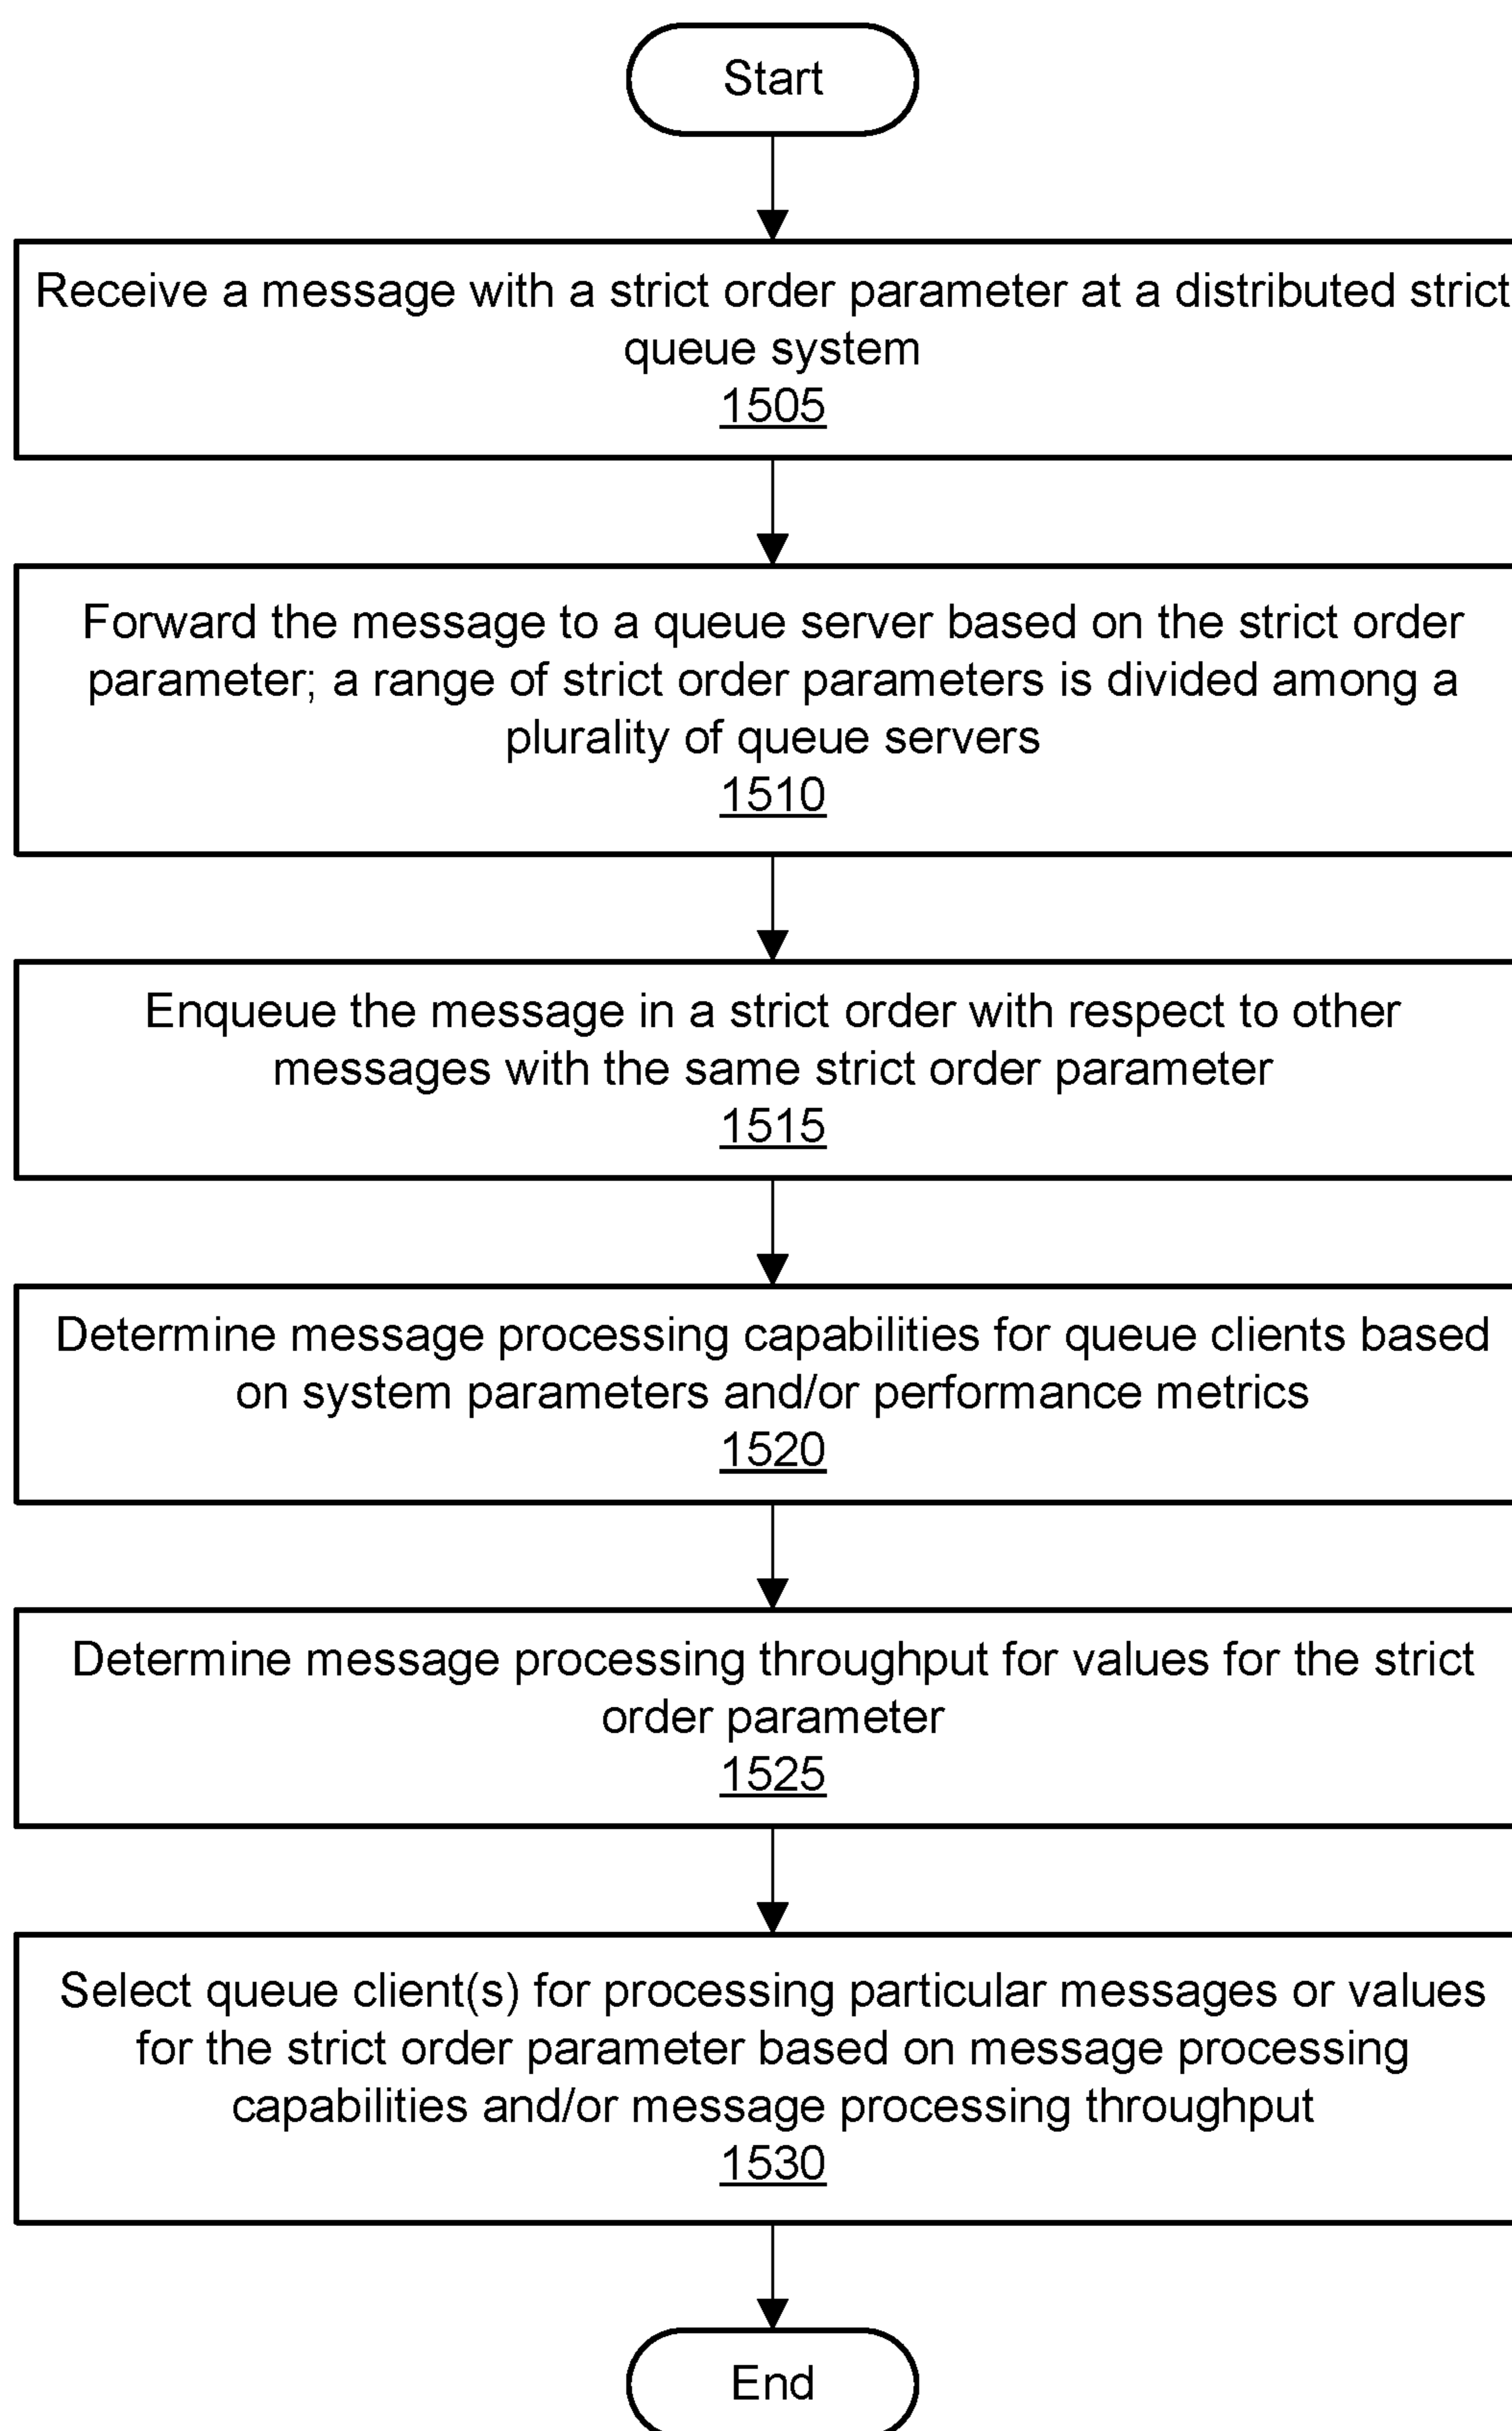 Start
Receive a message with a strict order parameter at a distributed strict
queue system
1505
Forward the message to a queue server based on the strict order
parameter; a range of strict order parameters is divided among a
plurality of queue servers
1510
Enqueue the message in a strict order with respect to other
messages with the same strict order parameter
1515
Determine message processing capabilities for queue clients based
on system parameters and/or performance metrics
1520
Determine message processing throughput for values for the strict
order parameter
1525
Select queue client(s) for processing particular messages or values
for the strict order parameter based on message processing
capabilities and/or message processing throughput
1530
End